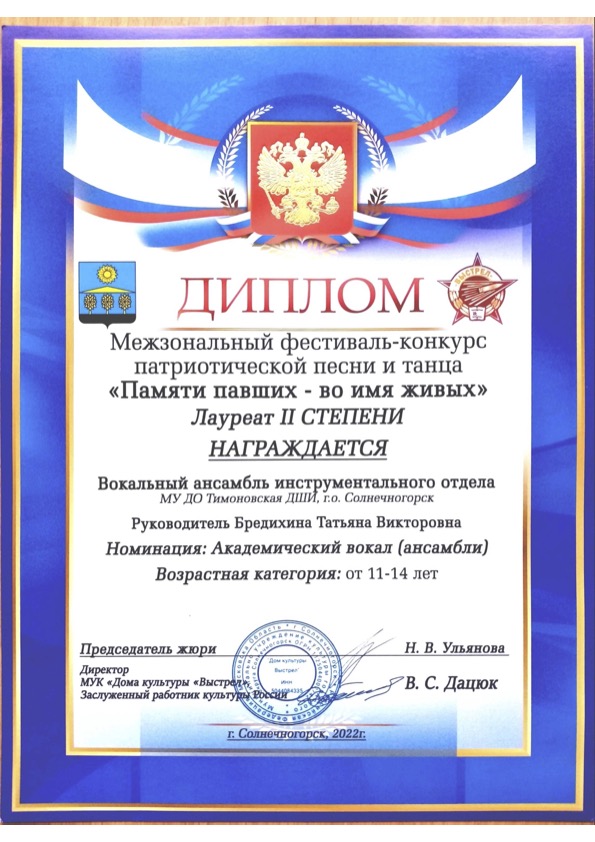 ДИПЛОМ
ВЫСТРЕЛ
Межзональный фестиваль-конкурс
патриотической песни и танца
«Памяти павших - во имя живых»
Лауреат II СТЕПЕНИ
НАГРАЖДАЕТСЯ
Вокальный ансамбль инструментального отдела
МУ ДО Тимоновская ДШИ, г.о. Солнечногорск
Руководитель Бредихина Татьяна Викторовна
Номинация: Академический вокал (ансамбли)
Возрастная категория: от 11-14 лет
Председатель жюри Н. В. Ульянова
Директор
МУК «Дома культуры «Выстрел»,
Заслуженный работник культуры России
В. С. Дацюк
Дом культуры
"Выстрел"
ИНН
г. Солнечногорск, 2022г.